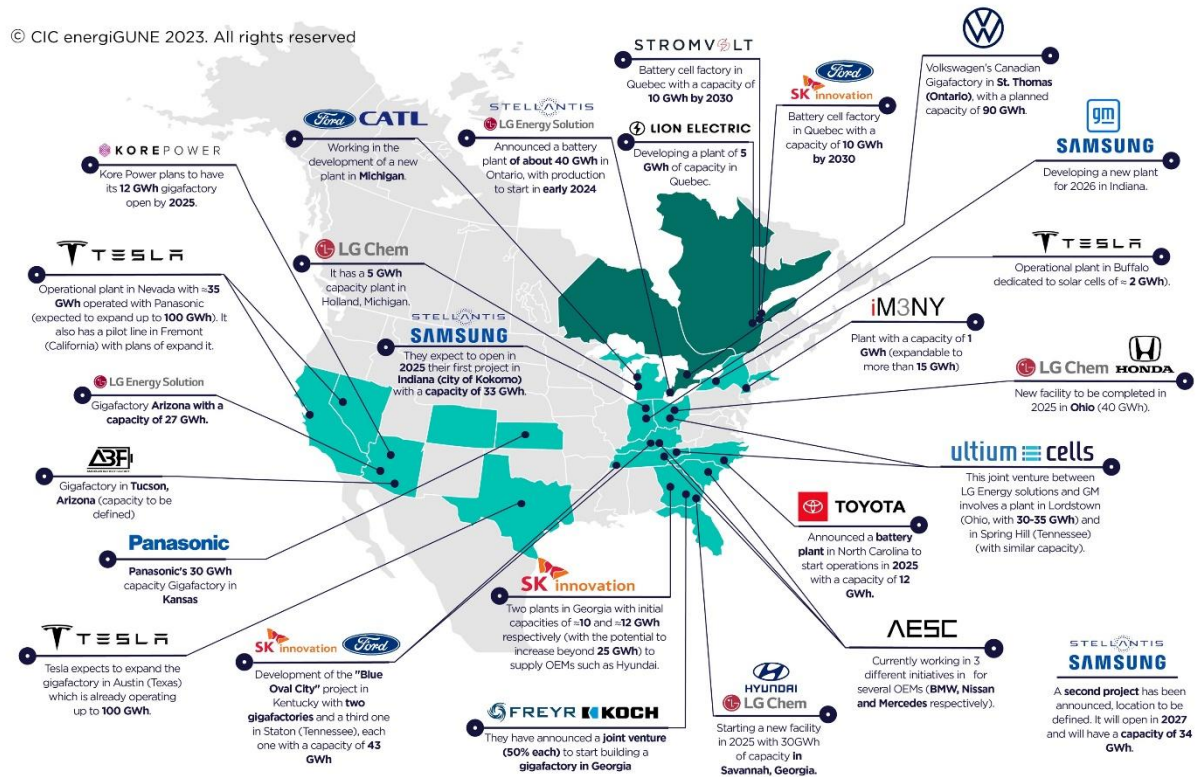 © CIC energiGUNE 2023. All rights reserved
KOREPOWER
Kore Power plans to have
its 12 GWh gigafactory
open by 2025.
Ford CATL
Working in the
development of a new
plant in Michigan.
STELLANTIS
LG Energy Solution
Announced a battery
plant of about 40 GWh in
Ontario, with production
to start in early 2024
STROMVOLT
Battery cell factory in
Quebec with a capacity of
10 GWh by 2030
LION ELECTRIC
Developing a plant of 5
GWh of capacity in
Quebec.
Ford
SK innovation
Battery cell factory
in Quebec with a
capacity of 10 GWh
by 2030
Volkswagen's Canadian
Gigafactory in St. Thomas
(Ontario), with a planned
capacity of 90 GWh.
gm
SAMSUNG
Developing a new plant
for 2026 in Indiana.
TESLA
Operational plant in Nevada with ≈35
GWh operated with Panasonic
(expected to expand up to 100 GWh). It
also has a pilot line in Fremont
(California) with plans of expand it.
LG Chem
It has a 5 GWh
capacity plant in
Holland, Michigan.
STELLANTIS
SAMSUNG
They expect to open in
2025 their first project in
Indiana (city of Kokomo)
with a capacity of 33 GWh.
TESLA
Operational plant in Buffalo
dedicated to solar cells of ≈ 2 GWh).
iM3NY
Plant with a capacity of 1
GWh (expandable to
more than 15 GWh)
LG Chem HONDA
New facility to be completed in
2025 in Ohio (40 GWh).
LG Energy Solution
Gigafactory Arizona with a
capacity of 27 GWh.
ABF
Gigafactory in Tucson,
Arizona (capacity to be
defined)
Panasonic
Panasonic's 30 GWh
capacity Gigafactory in
Kansas
TESLA
Tesla expects to expand the
gigafactory in Austin (Texas)
which is already operating
up to 100 GWh.
SK innovation Ford
Development of the "Blue
Oval City" project in
Kentucky with two
gigafactories and a third one
in Staton (Tennessee), each
one with a capacity of 43
GWh
SK innovation
Two plants in Georgia with initial
capacities of ≈10 and ≈12 GWh
respectively (with the potential to
increase beyond 25 GWh) to
supply OEMs such as Hyundai.
FREYR KOCH
They have announced a joint venture
(50% each) to start building a
gigafactory in Georgia
HYUNDAI
LG Chem
Starting a new facility
in 2025 with 30GWh
of capacity in
Savannah, Georgia.
TOYOTA
Announced a battery
plant in North Carolina to
start operations in 2025
with a capacity of 12
GWh.
ultium cells
This joint venture between
LG Energy solutions and GM
involves a plant in Lordstown
(Ohio, with 30-35 GWh) and
in Spring Hill (Tennessee)
(with similar capacity).
AESC
Currently working in 3
different initiatives in for
several OEMs (BMW, Nissan
and Mercedes respectively).
STELLANTIS
SAMSUNG
A second project has been
announced, location to be
defined. It will open in 2027
and will have a capacity of 34
GWh.